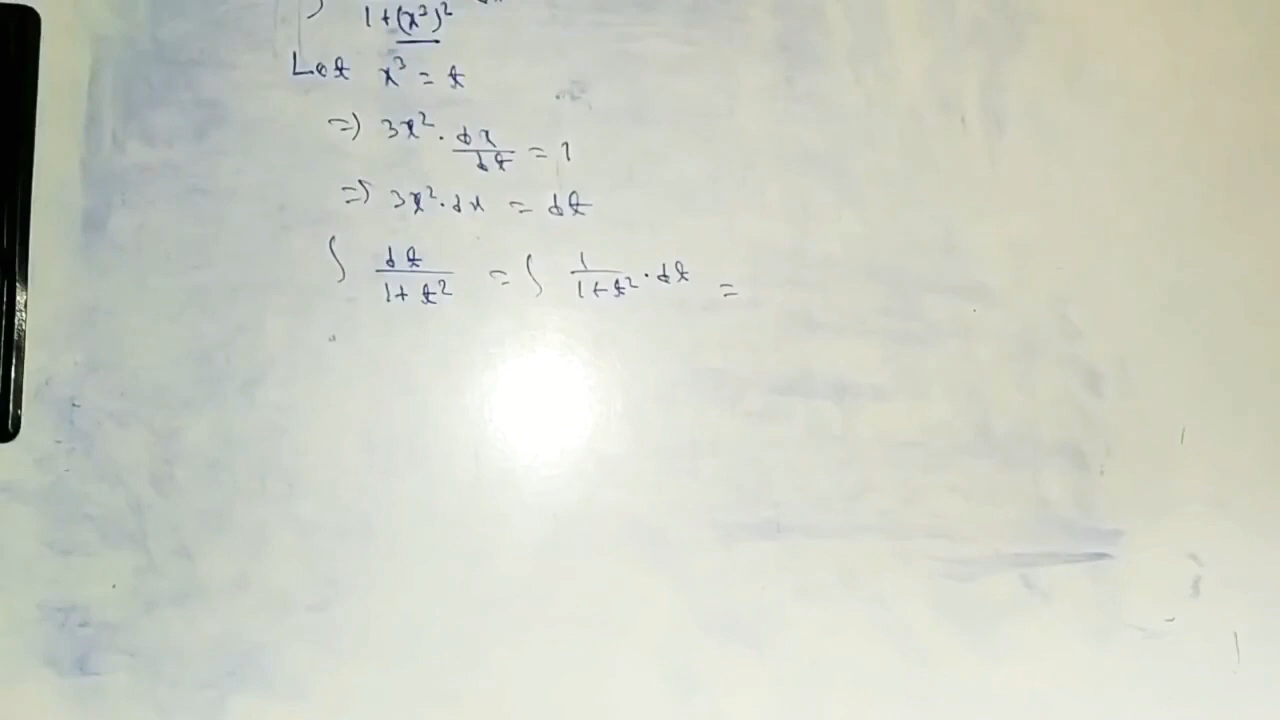 1+(x³)²
Let x³ = t
=) 3x² · dx/dt = 1
=) 3x² · dx = dt
∫ dt/1+t² = ∫ 1/1+t² · dt =